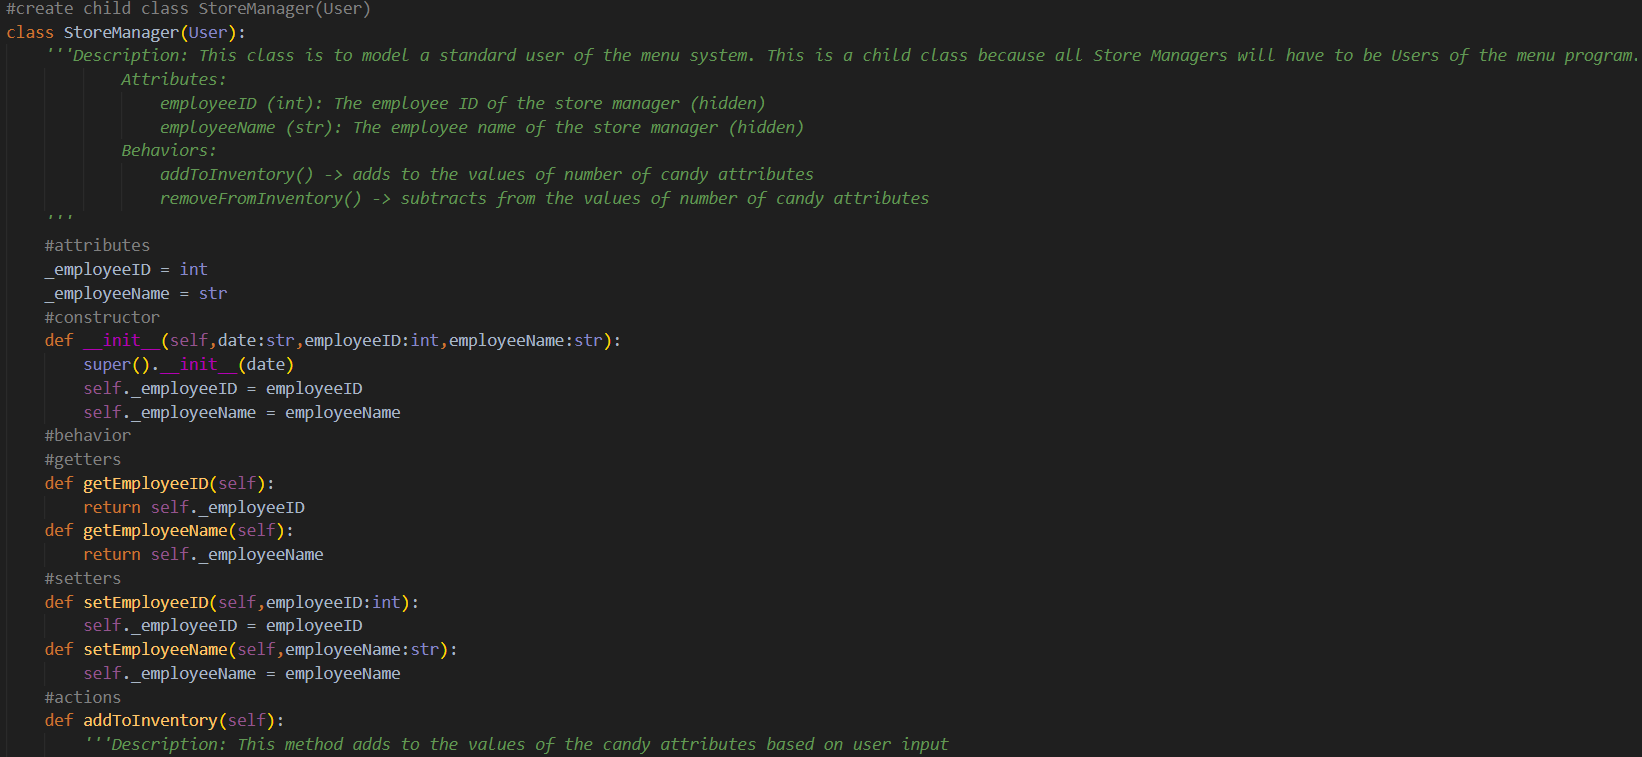 #create child class StoreManager(User)
class StoreManager(User):
    '''Description: This class is to model a standard user of the menu system. This is a child class because all Store Managers will have to be Users of the menu program.
            Attributes:
                employeeID (int): The employee ID of the store manager (hidden)
                employeeName (str): The employee name of the store manager (hidden)
            Behaviors:
                addToInventory() -> adds to the values of number of candy attributes
                removeFromInventory() -> subtracts from the values of number of candy attributes
    '''
    #attributes
    _employeeID = int
    _employeeName = str
    #constructor
    def __init__(self,date:str,employeeID:int,employeeName:str):
        super().__init__(date)
        self._employeeID = employeeID
        self._employeeName = employeeName
    #behavior
    #getters
    def getEmployeeID(self):
        return self._employeeID
    def getEmployeeName(self):
        return self._employeeName
    #setters
    def setEmployeeID(self,employeeID:int):
        self._employeeID = employeeID
    def setEmployeeName(self,employeeName:str):
        self._employeeName = employeeName
    #actions
    def addToInventory(self):
        '''Description: This method adds to the values of the candy attributes based on user input